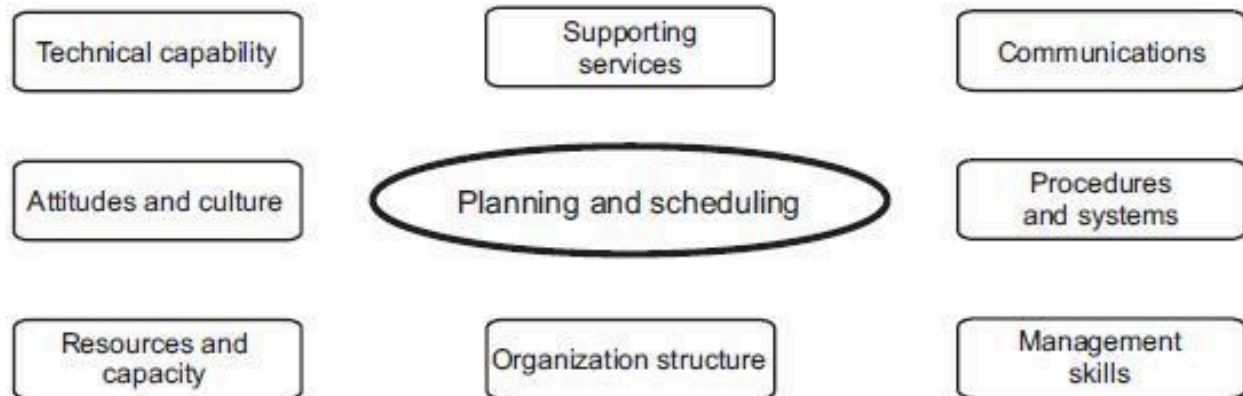 Technical capability
Supporting
services
Communications
Attitudes and culture
Planning and scheduling
Procedures
and systems
Resources and
capacity
Organization structure
Management
skills